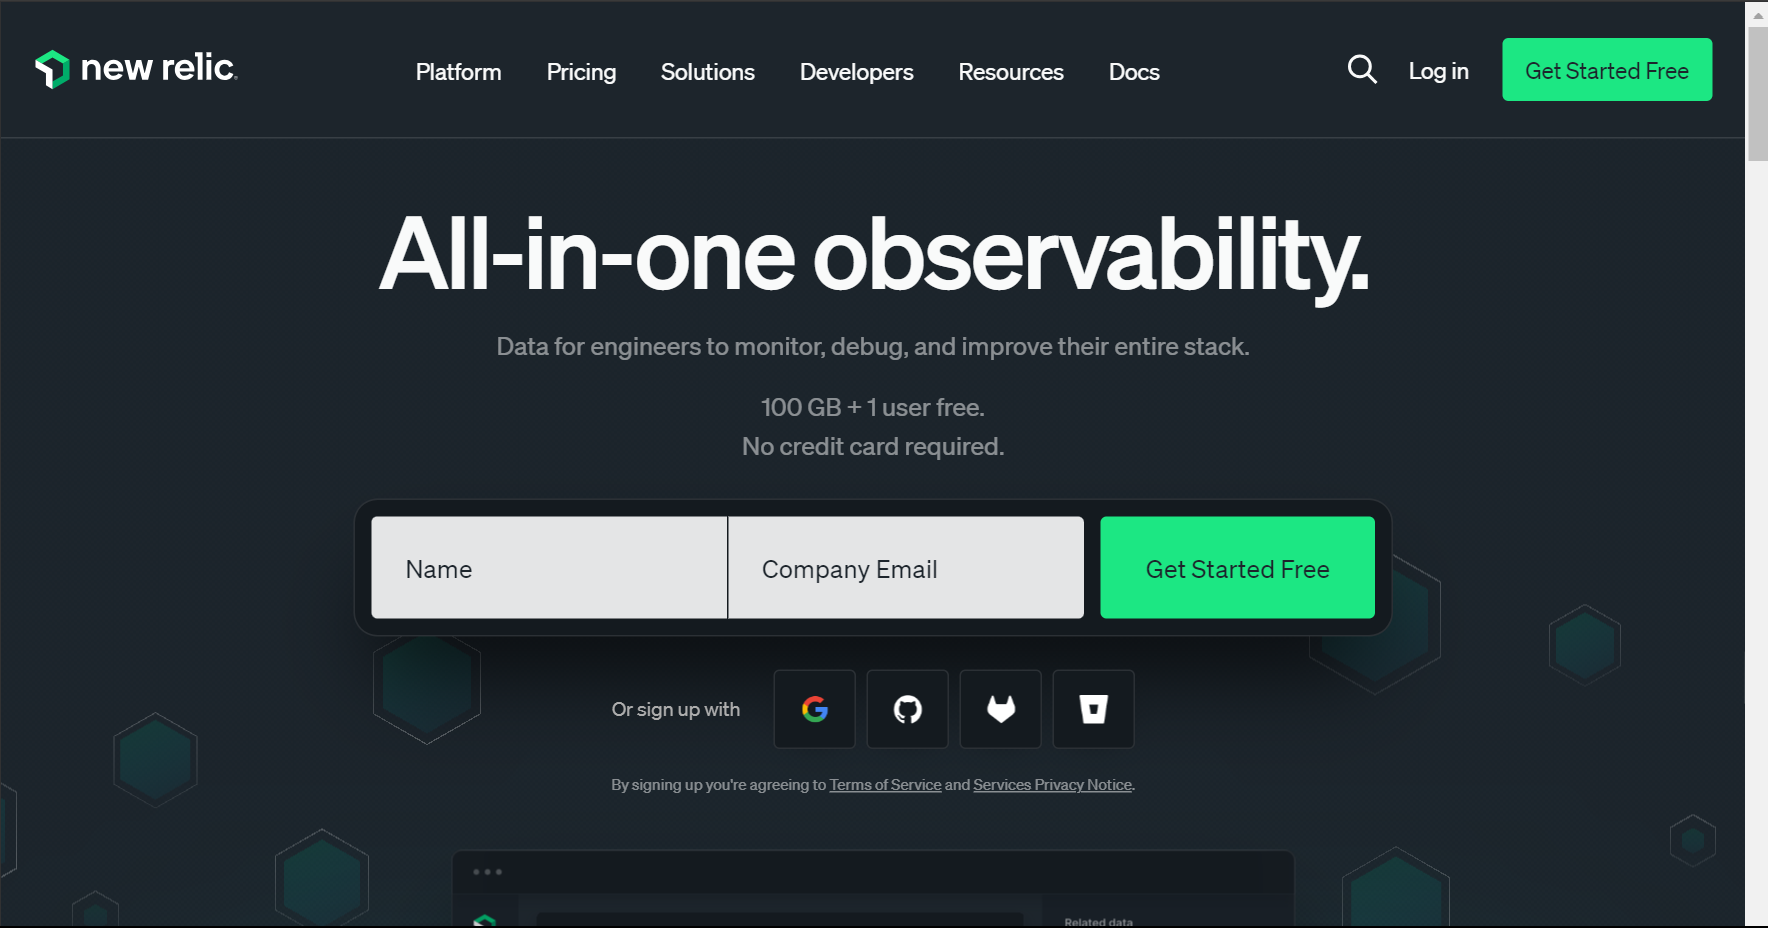 new relic.
Platform Pricing Solutions Developers Resources Docs
Log in
Get Started Free
All-in-one observability.
Data for engineers to monitor, debug, and improve their entire stack.
100 GB + 1 user free.
No credit card required.
Name
Company Email
Get Started Free
Or sign up with
By signing up you're agreeing to Terms of Service and Services Privacy Notice.
Related data